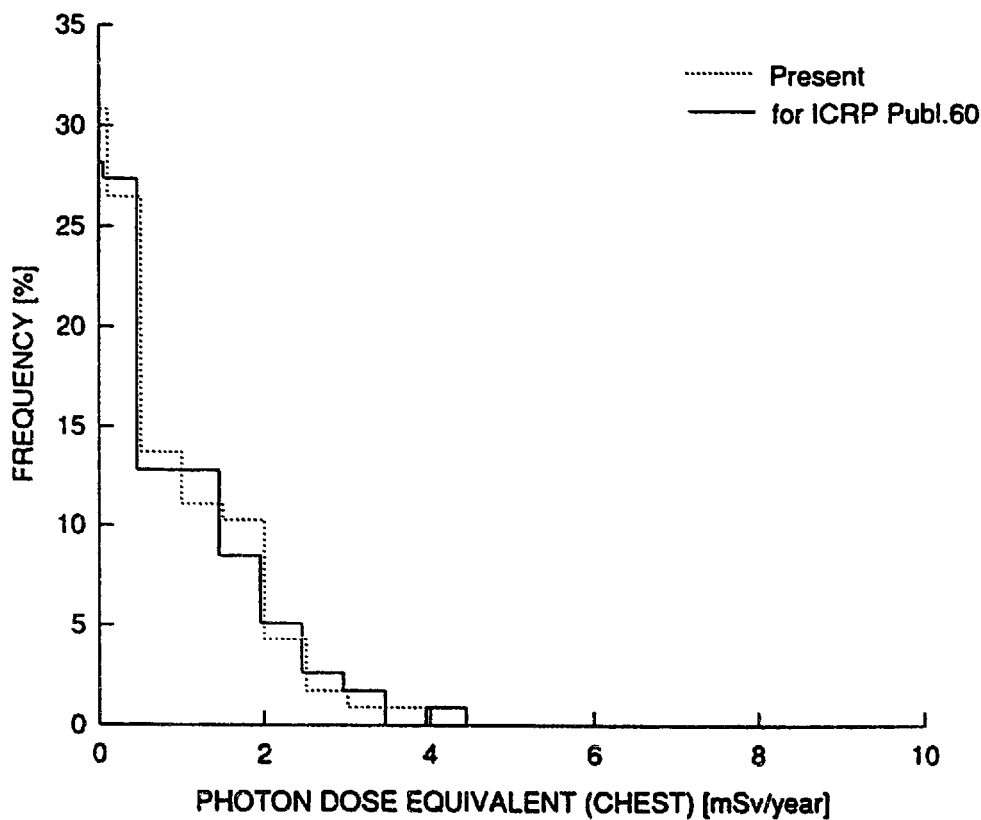 35
30
25
20
15
10
5
0
FREQUENCY [%]
Present
for ICRP Publ.60
0 2 4 6 8 10
PHOTON DOSE EQUIVALENT (CHEST) [mSv/year]